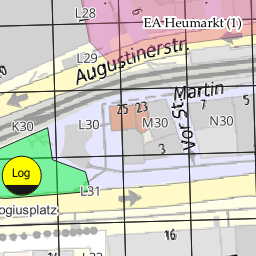 L28
EA Heumarkt (1)
Augustinerstr.
L29
Martin
K30
L30
25
23
M30
7
5
N30
Vor St.
3
Log
L31
ogiusplatz
16
16